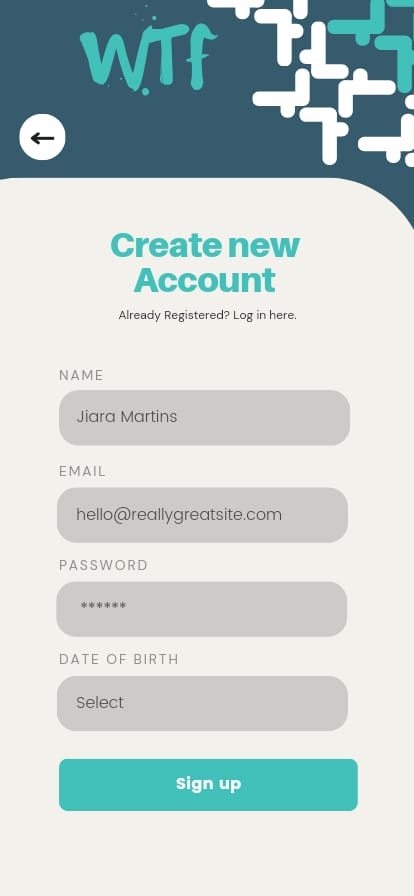 WTf
Create new
Account
Already Registered? Log in here.
NAME
Jiara Martins
EMAIL
hello@reallygreatsite.com
PASSWORD
******
DATE OF BIRTH
Select
Sign up